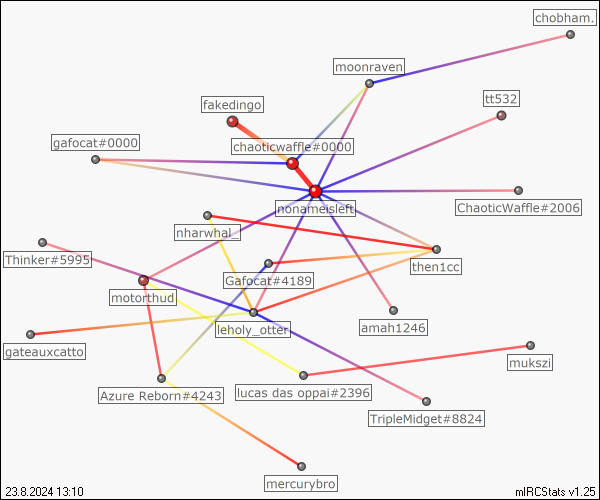 chobham.
moonraven
fakedingo
tt532
gafocat#0000
chaoticwaffle#0000
nonameisleft
ChaoticWaffle#2006
nharwhal_
Thinker#5995
then1cc
Gafocat#4189
motorthud
leholy_otter
amah1246
gateauxcatto
mukszi
Azure Reborn#4243
lucas das oppai#2396
TripleMidget#8824
mercurybro
23.8.2024 13:10
mIRCStats v1.25